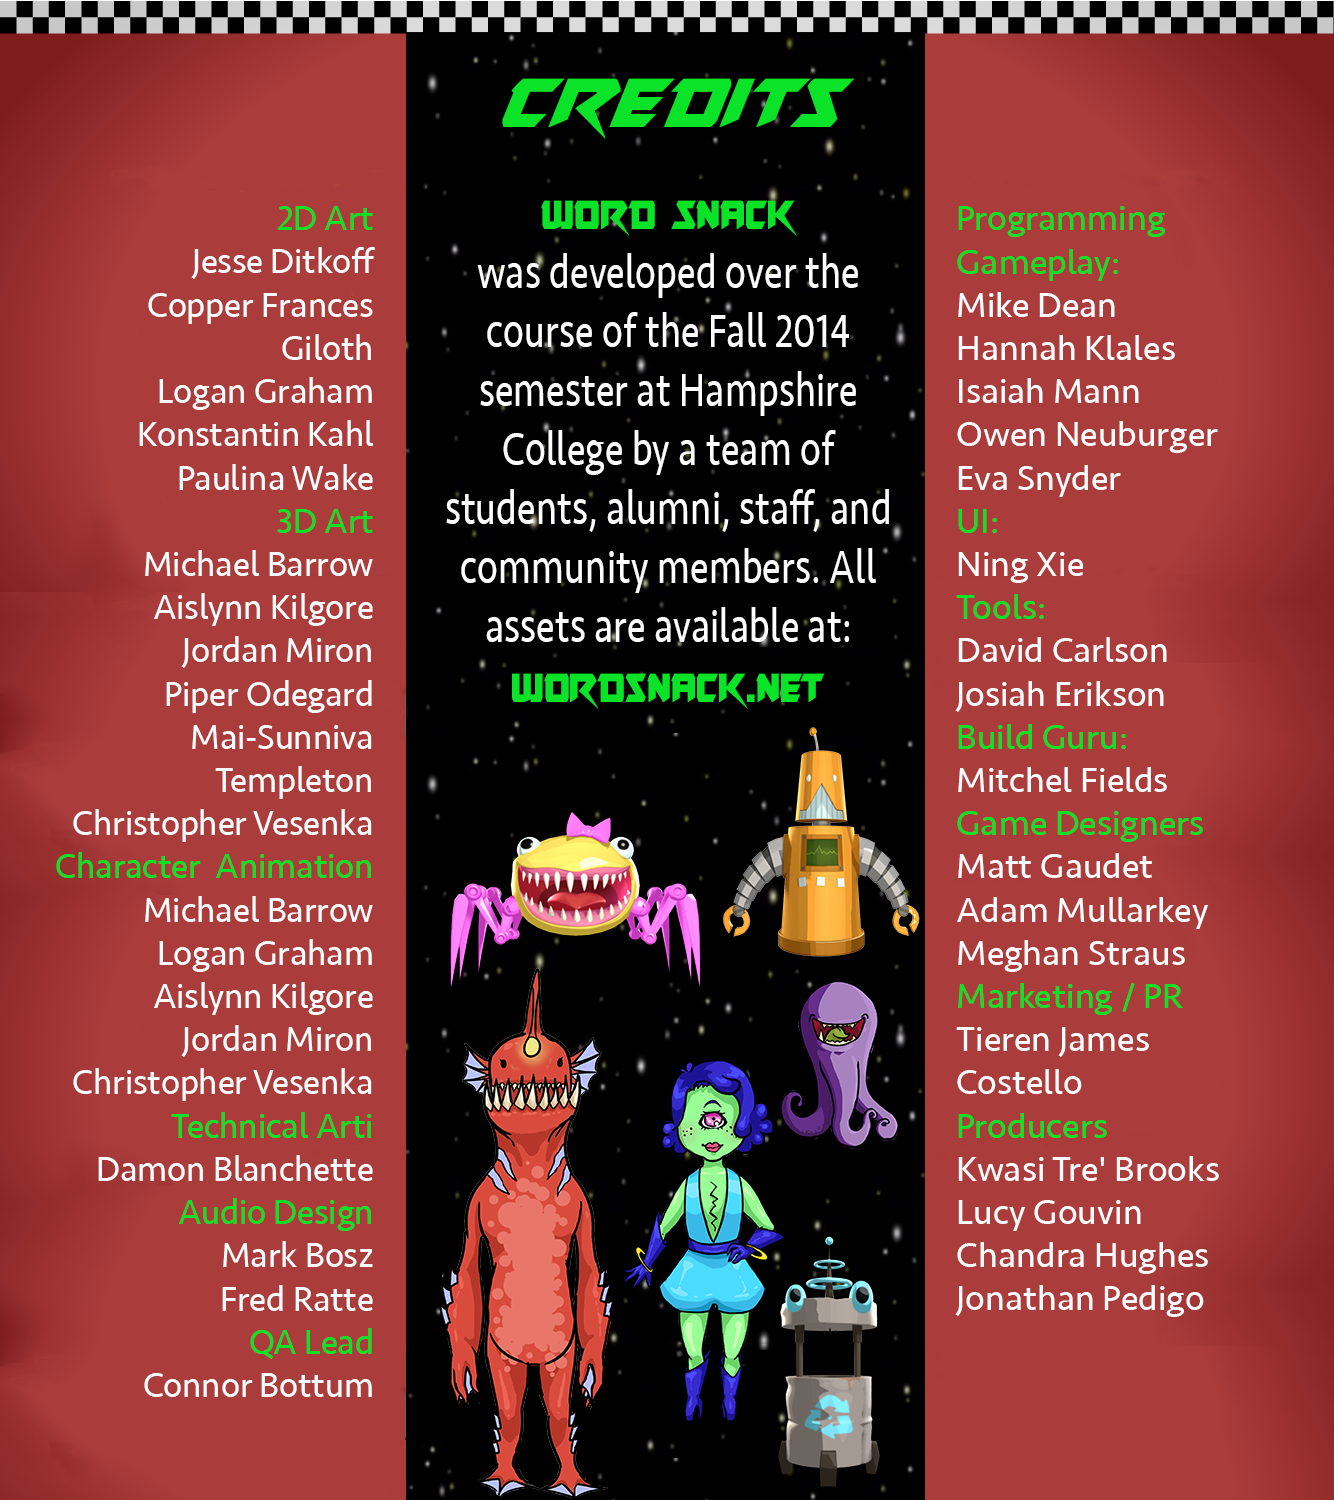 CREDITS
2D Art
Jesse Ditkoff
Copper Frances
Giloth
Logan Graham
Konstantin Kahl
Paulina Wake
3D Art
Michael Barrow
Aislynn Kilgore
Jordan Miron
Piper Odegard
Mai-Sunniva
Templeton
Christopher Vesenka
Character Animation
Michael Barrow
Logan Graham
Aislynn Kilgore
Jordan Miron
Christopher Vesenka
Technical Arti
Damon Blanchette
Audio Design
Mark Bosz
Fred Ratte
QA Lead
Connor Bottum
WORD SNACK
was developed over the
course of the Fall 2014
semester at Hampshire
College by a team of
students, alumni, staff, and
community members. All
assets are available at:
WORDSNACK.NET
Programming
Gameplay:
Mike Dean
Hannah Klales
Isaiah Mann
Owen Neuburger
Eva Snyder
UI:
Ning Xie
Tools:
David Carlson
Josiah Erikson
Build Guru:
Mitchel Fields
Game Designers
Matt Gaudet
Adam Mullarkey
Meghan Straus
Marketing / PR
Tieren James
Costello
Producers
Kwasi Tre' Brooks
Lucy Gouvin
Chandra Hughes
Jonathan Pedigo